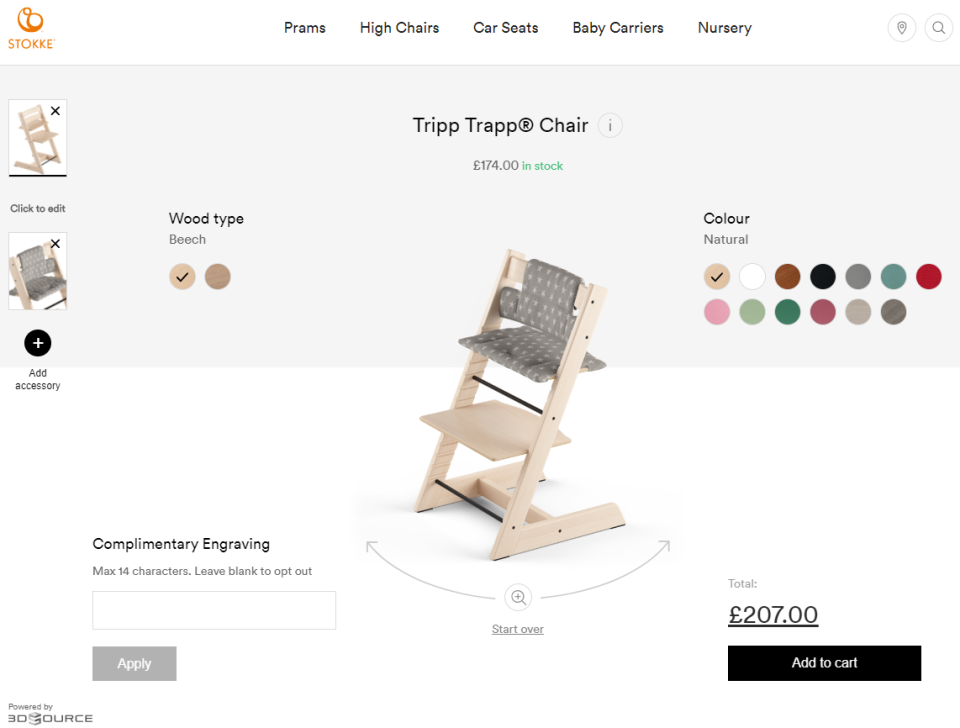 STOKKE
Prams
High Chairs
Car Seats
Baby Carriers
Nursery
Tripp Trapp® Chair
i
£174.00 in stock
Click to edit
Wood type
Beech
Colour
Natural
Add
accessory
Complimentary Engraving
Max 14 characters. Leave blank to opt out
Apply
Start over
Total:
£207.00
Add to cart
Powered by
3DSOURCE